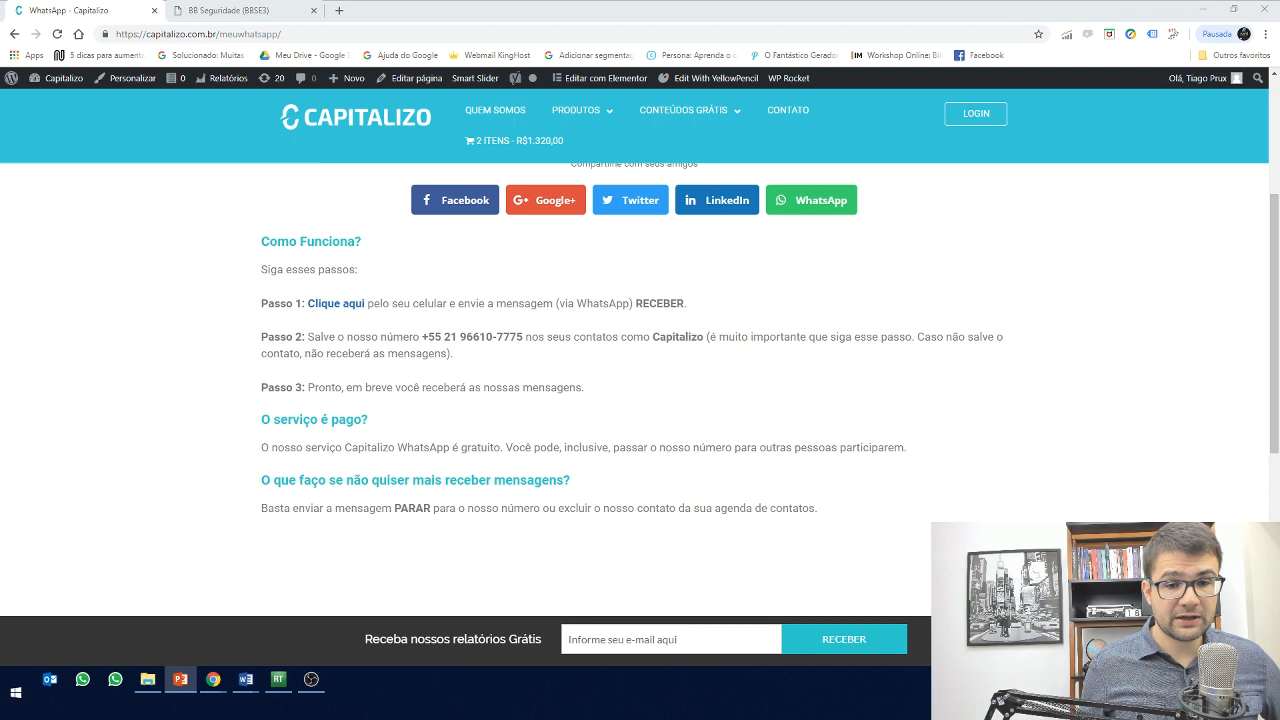 WhatsApp - Capitalizo
BB Seguridade (BBSE3)
https://capitalizo.com.br/meuwhatsapp/
Pausada
Apps
5 dicas para aumenta
Solucionado: Muitas
Meu Drive - Google
Ajuda do Google
Webmail KingHost
Adicionar segmentaç
Persona: Aprenda o
O Fantástico Gerador
Workshop Online: Bi
Facebook
Outros favoritos
Capitalizo
Personalizar
0
Relatórios
20
0
Novo
Editar página
Smart Slider
Editar com Elementor
Edit With YellowPencil
WP Rocket
Olá, Tiago Prux
CAPITALIZO
QUEM SOMOS
PRODUTOS
CONTEÚDOS GRÁTIS
CONTATO
LOGIN
2 ITENS - R$1.320,00
Compartilhe com seus amigos
Facebook
Google+
Twitter
LinkedIn
WhatsApp
Como Funciona?
Siga esses passos:
Passo 1: Clique aqui pelo seu celular e envie a mensagem (via WhatsApp) RECEBER.
Passo 2: Salve o nosso número +55 21 96610-7775 nos seus contatos como Capitalizo (é muito importante que siga esse passo. Caso não salve o
contato, não receberá as mensagens).
Passo 3: Pronto, em breve você receberá as nossas mensagens.
O serviço é pago?
O nosso serviço Capitalizo WhatsApp é gratuito. Você pode, inclusive, passar o nosso número para outras pessoas participarem.
O que faço se não quiser mais receber mensagens?
Basta enviar a mensagem PARAR para o nosso número ou excluir o nosso contato da sua agenda de contatos.
Receba nossos relatórios Grátis
Informe seu e-mail aqui
RECEBER
RT